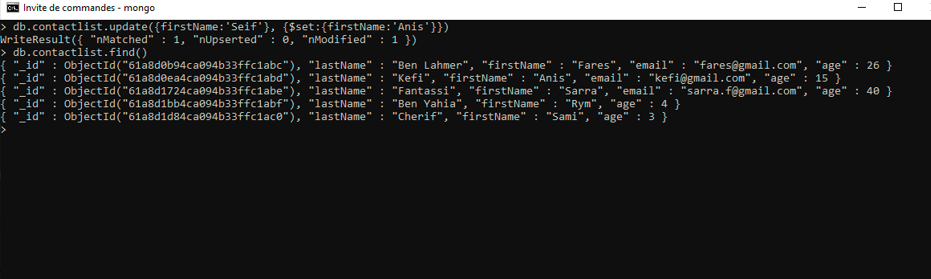 Invite de commandes - mongo
> db.contactlist.update({firstName:'Seif'}, {$set:{firstName:'Anis'}})
WriteResult({ "nMatched" : 1, "nUpserted" : 0, "nModified" : 1 })
> db.contactlist.find()
{ "_id" : ObjectId("61a8d0b94ca094b33ffc1abc"), "lastName" : "Ben Lahmer", "firstName" : "Fares", "email" : "fares@gmail.com", "age" : 26 }
{ "_id" : ObjectId("61a8d0ea4ca094b33ffc1abd"), "lastName" : "Kefi", "firstName" : "Anis", "email" : "kefi@gmail.com", "age" : 15 }
{ "_id" : ObjectId("61a8d1724ca094b33ffc1abe"), "lastName" : "Fantassi", "firstName" : "Sarra", "email" : "sarra.f@gmail.com", "age" : 40 }
{ "_id" : ObjectId("61a8d1bb4ca094b33ffc1abf"), "lastName" : "Ben Yahia", "firstName" : "Rym", "age" : 4 }
{ "_id" : ObjectId("61a8d1d84ca094b33ffc1ac0"), "lastName" : "Cherif", "firstName" : "Sami", "age" : 3 }
>